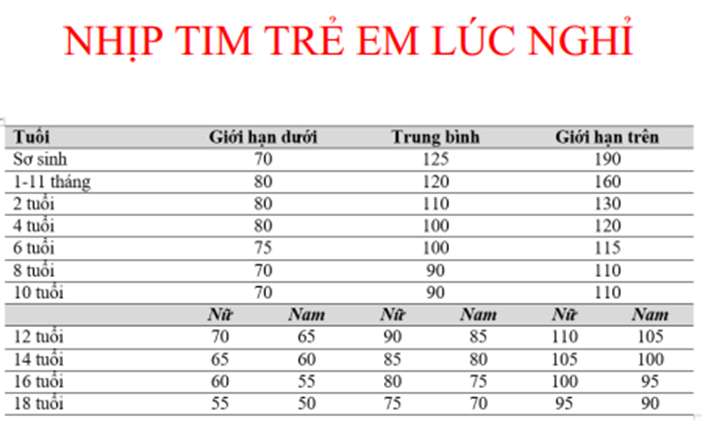 NHỊP TIM TRẺ EM LÚC NGHỈ
Tuổi Giới hạn dưới Trung bình Giới hạn trên
Sơ sinh 70 125 190
1-11 tháng 80 120 160
2 tuổi 80 110 130
4 tuổi 80 100 120
6 tuổi 75 100 115
8 tuổi 70 90 110
10 tuổi 70 90 110
Nữ Nam Nữ Nam Nữ Nam
12 tuổi 70 65 90 85 110 105
14 tuổi 65 60 85 80 105 100
16 tuổi 60 55 80 75 100 95
18 tuổi 55 50 75 70 95 90